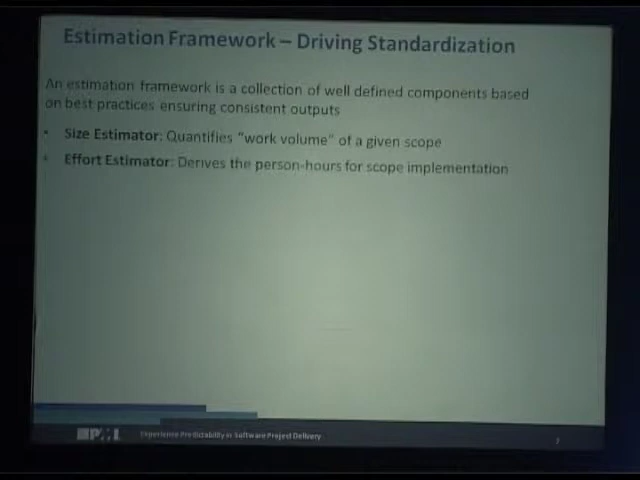 Estimation Framework – Driving Standardization
An estimation framework is a collection of well defined components based
on best practices ensuring consistent outputs
• Size Estimator: Quantifies "work volume" of a given scope
• Effort Estimator: Derives the person-hours for scope implementation
Experience Predictability in Software Project Delivery
7